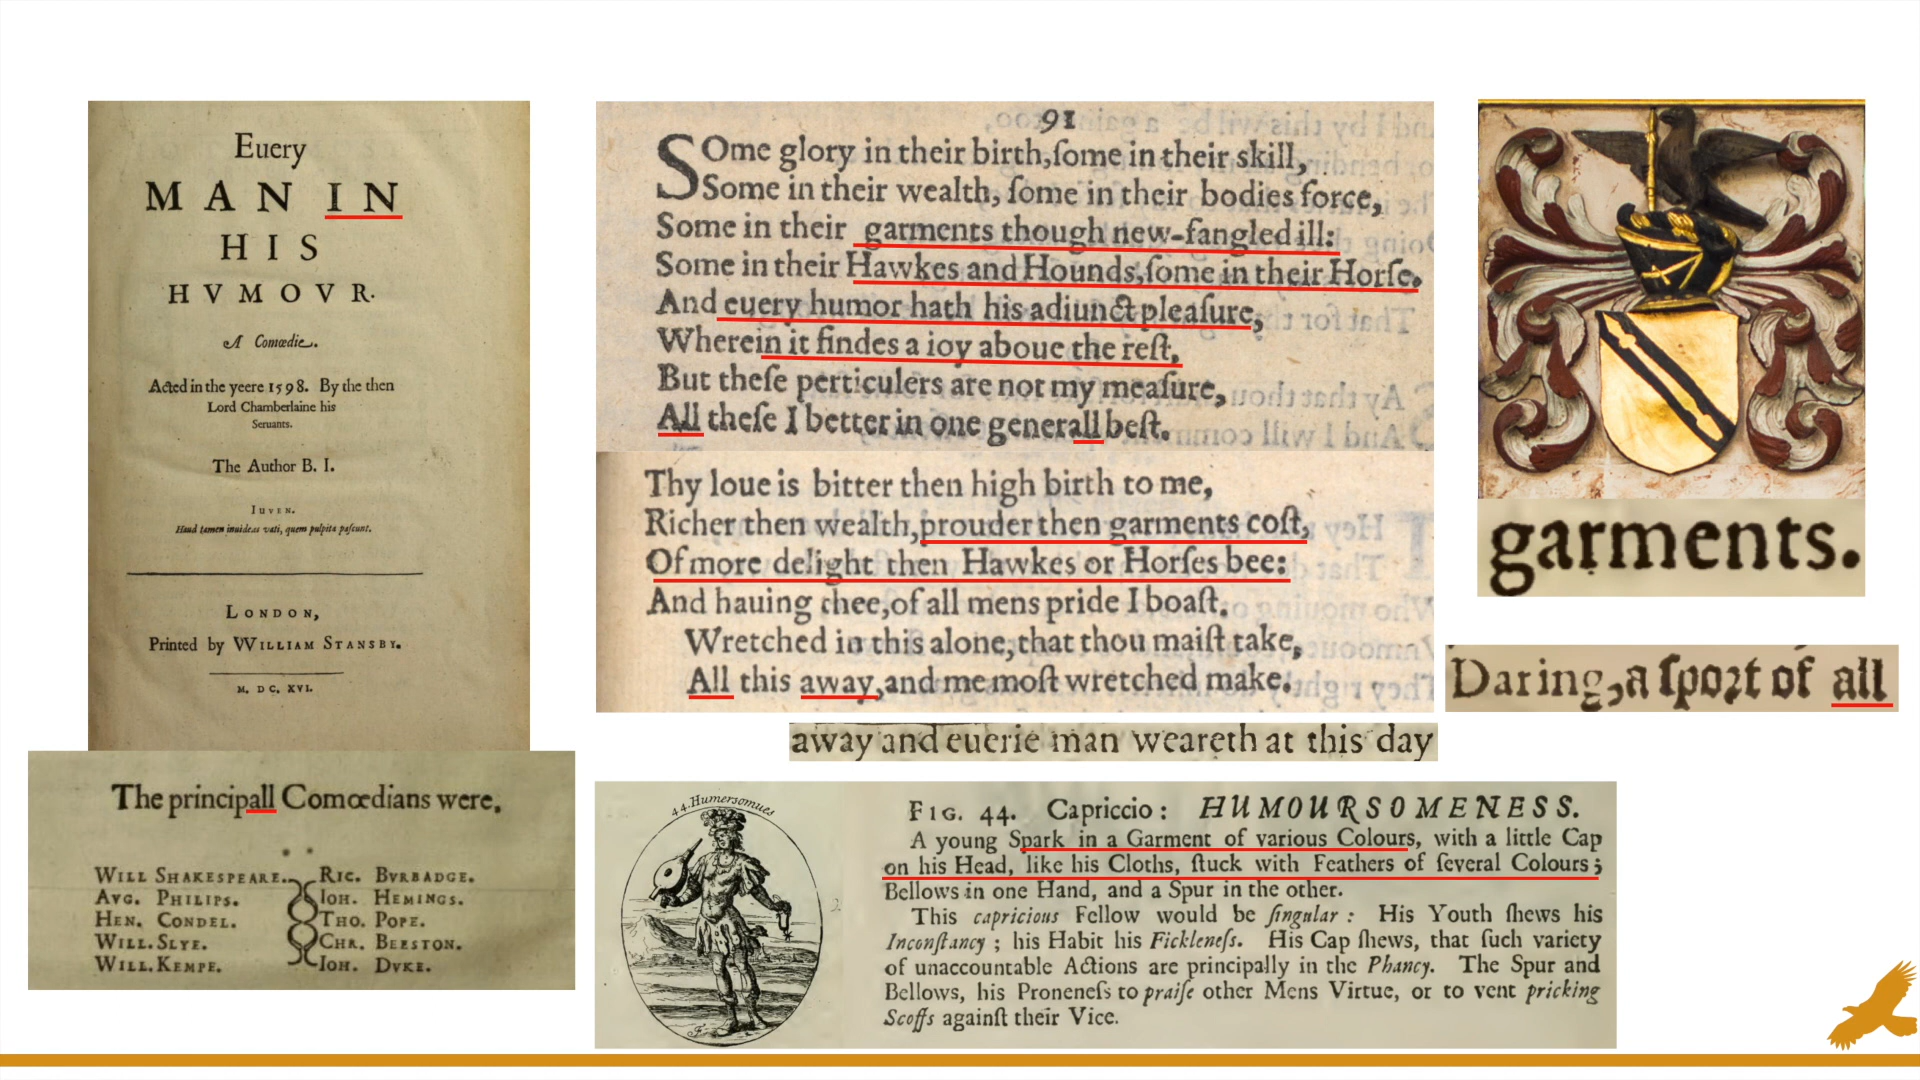 Euery
MAN IN
HIS
HVMOVR.
A Comœdie.
Acted in the yeere 1598. By the then
Lord Chamberlaine his
Seruants.
The Author B. I.
IUVEN.
Haud tamen inuideas vati, quem pulpita pascunt.
LONDON,
Printed by WILLIAM STANSBY.
M. DC. XVI.
The principall Comœdians were,
WILL SHAKESPEARE. RIC. BVRBADGE.
AVG. PHILIPS. IOH. HEMINGS.
HEN. CONDEL. THO. POPE.
WILL. SLYE. CHR. BEESTON.
WILL. KEMPE. IOH. DVKE.
91
SOme glory in their birth,ſome in their skill,
Some in their wealth, ſome in their bodies force,
Some in their garments though new-fangled ill:
Some in their Hawkes and Hounds,ſome in their Horſe.
And euery humor hath his adiunct pleaſure,
Wherein it findes a ioy aboue the reſt,
But theſe perticulers are not my meaſure,
All theſe I better in one generall beſt.
Thy loue is bitter then high birth to me,
Richer then wealth,prouder then garments coſt,
Of more delight then Hawkes or Horſes bee:
And hauing thee,of all mens pride I boaſt.
Wretched in this alone,that thou maiſt take,
All this away,and me moſt wretched make.
away and euerie man weareth at this day
44. Humersomues
FIG. 44. Capriccio: HUMOURSOMENESS.
A young Spark in a Garment of various Colours, with a little Cap
on his Head, like his Cloths, ſtuck with Feathers of ſeveral Colours;
Bellows in one Hand, and a Spur in the other.
This capricious Fellow would be ſingular: His Youth ſhews his
Inconſtancy; his Habit his Fickleneſs. His Cap ſhews, that ſuch variety
of unaccountable Actions are principally in the Phancy. The Spur and
Bellows, his Proneneſs to praiſe other Mens Virtue, or to vent pricking
Scoffs againſt their Vice.
garments.
Daring,a ſport of all